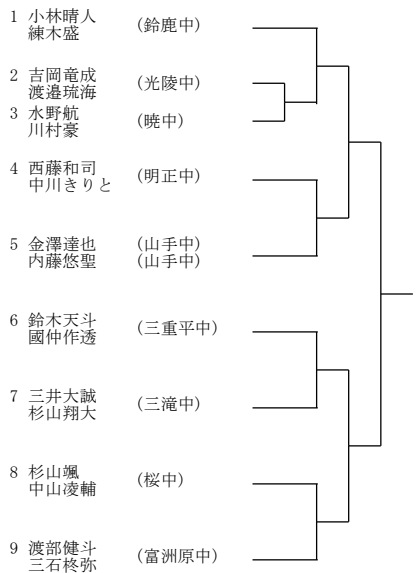 1 小林晴人 (鈴鹿中)
練木盛
2 吉岡竜成 (光陵中)
渡邉琉海
3 水野航 (暁中)
川村豪
4 西藤和司 (明正中)
中川きりと
5 金澤達也 (山手中)
内藤悠聖 (山手中)
6 鈴木天斗 (三重平中)
國仲作透
7 三井大誠 (三滝中)
杉山翔大
8 杉山颯 (桜中)
中山凌輔
9 渡部健斗 (富洲原中)
三石柊弥